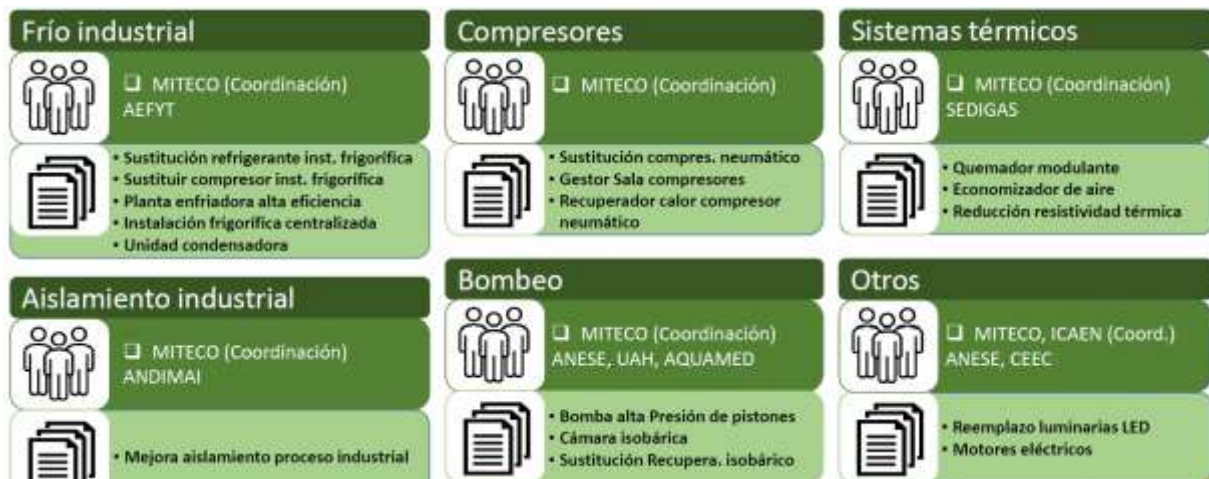 Frío industrial
☐ MITECO (Coordinación)
AEFYT
• Sustitución refrigerante inst. frigorífica
• Sustituir compresor inst. frigorífica
• Planta enfriadora alta eficiencia
• Instalación frigorífica centralizada
• Unidad condensadora
Compresores
☐ MITECO (Coordinación)
• Sustitución compres. neumático
• Gestor Sala compresores
• Recuperador calor compresor
neumático
Sistemas térmicos
☐ MITECO (Coordinación)
SEDIGAS
• Quemador modulante
• Economizador de aire
• Reducción resistividad térmica
Aislamiento industrial
☐ MITECO (Coordinación)
ANDIMAI
• Mejora aislamiento proceso industrial
Bombeo
☐ MITECO (Coordinación)
ANESE, UAH, AQUAMED
• Bomba alta Presión de pistones
• Cámara isobárica
• Sustitución Recupera. isobárico
Otros
☐ MITECO, ICAEN (Coord.)
ANESE, CEEC
• Reemplazo luminarias LED
• Motores eléctricos